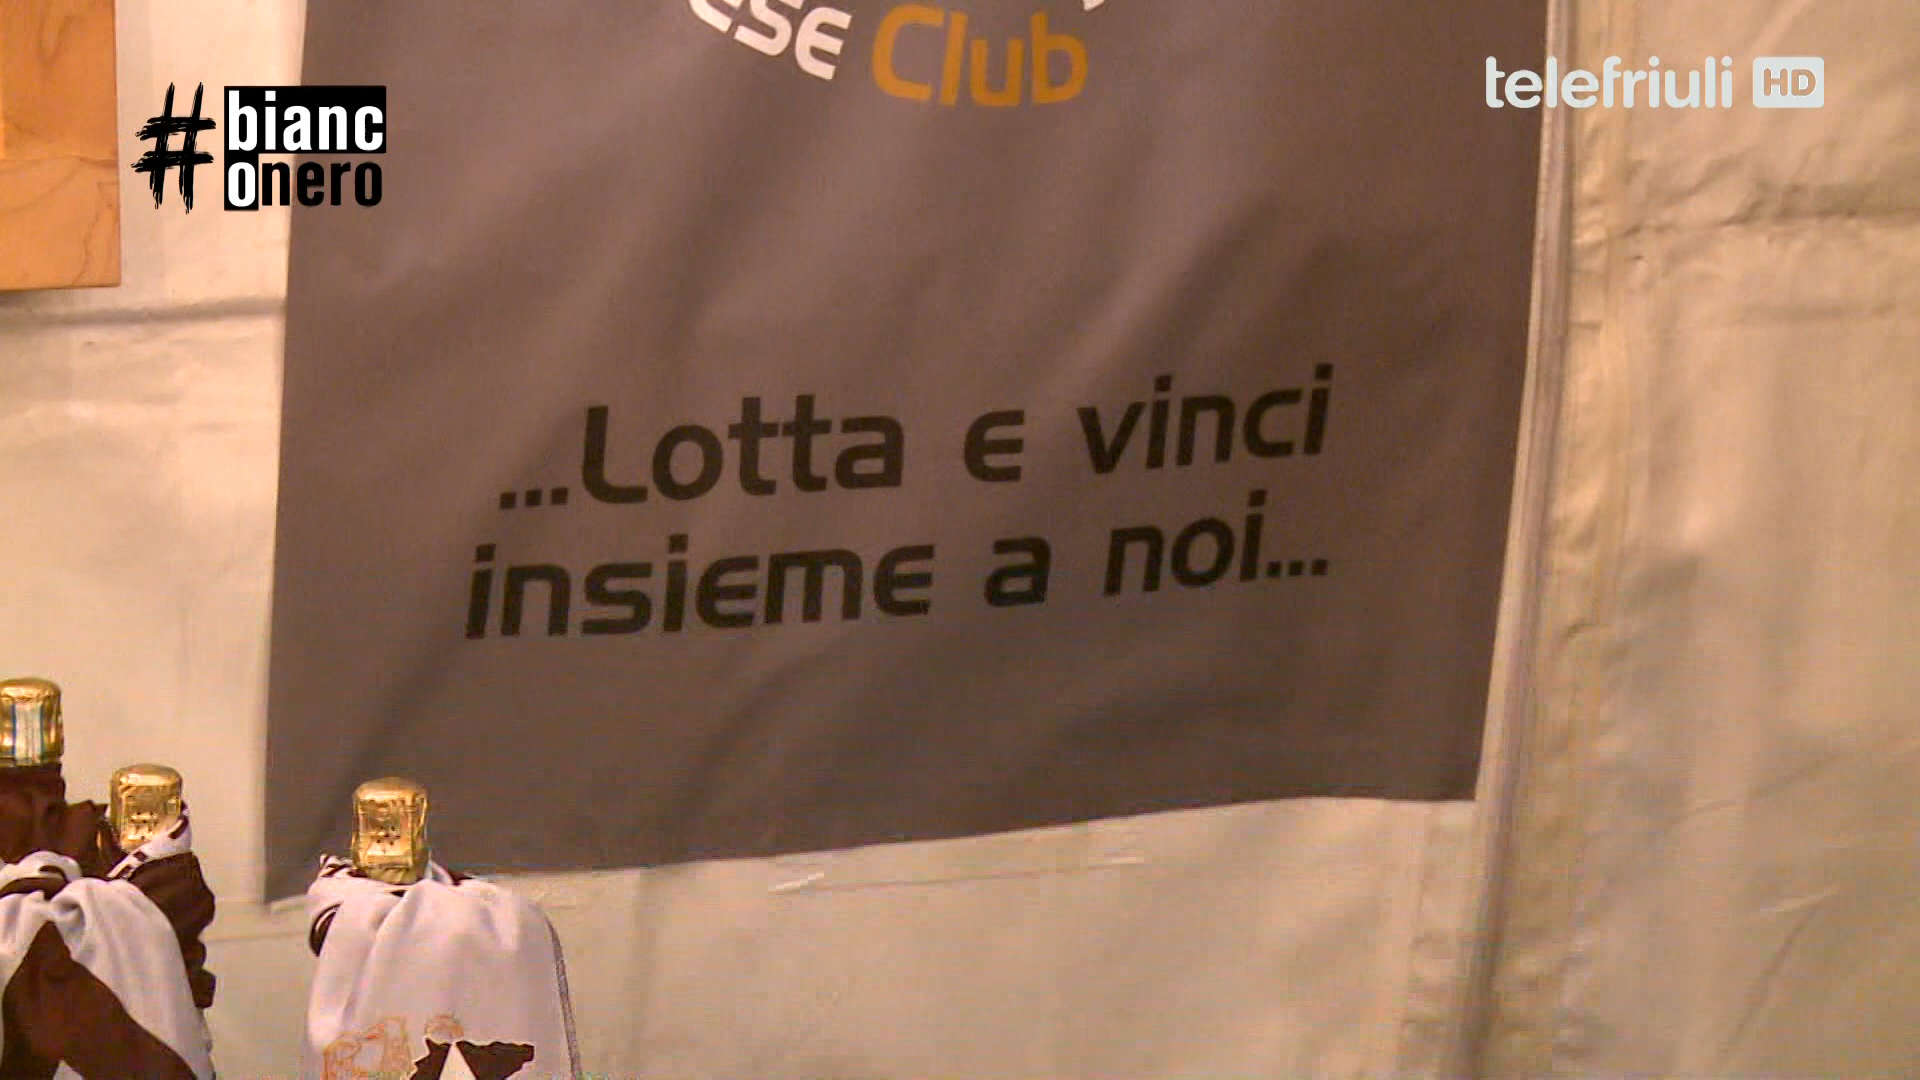 ESE Club
#bianc
onero
telefriuli HD
...Lotta e vinci
insieme a noi...